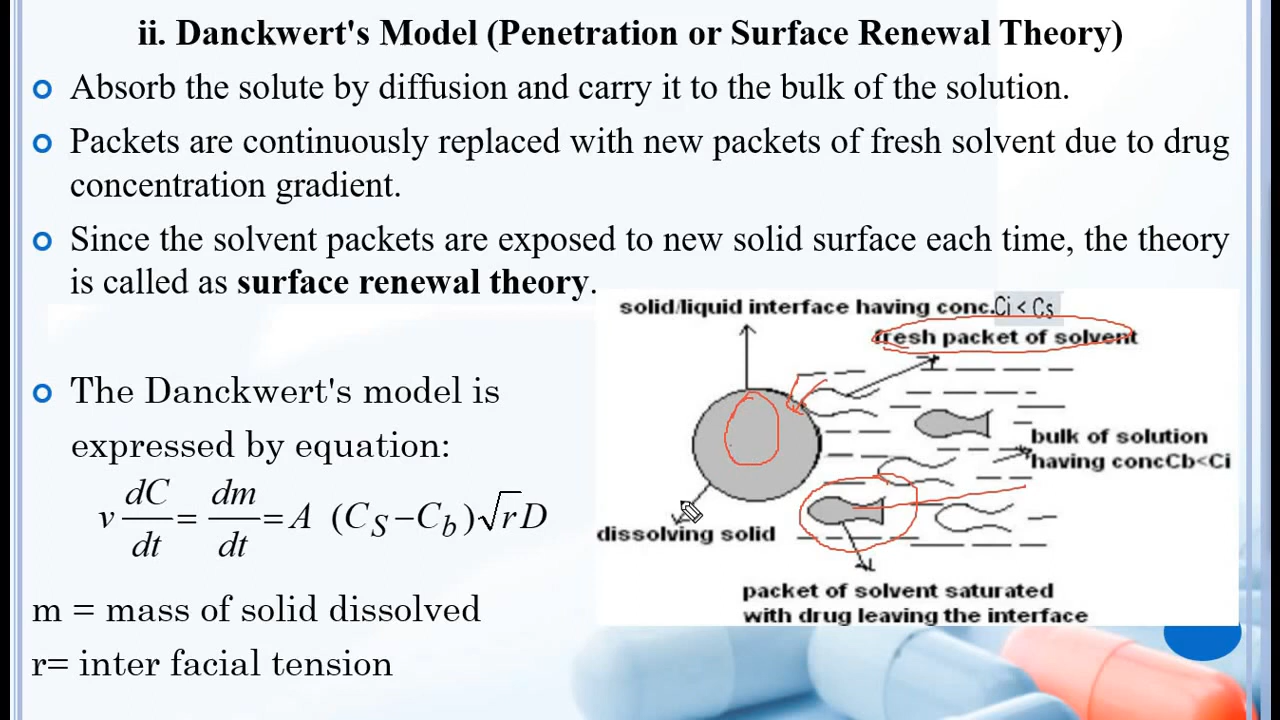 ii. Danckwert's Model (Penetration or Surface Renewal Theory)
Absorb the solute by diffusion and carry it to the bulk of the solution.
Packets are continuously replaced with new packets of fresh solvent due to drug
concentration gradient.
Since the solvent packets are exposed to new solid surface each time, the theory
is called as surface renewal theory.
The Danckwert's model is
expressed by equation:
v dC/dt = dm/dt = A (C_S − C_b) √r D
m = mass of solid dissolved
r= inter facial tension
solid/liquid interface having conc.Ci < Cs
fresh packet of solvent
bulk of solution
having concCb<Ci
dissolving solid
packet of solvent saturated
with drug leaving the interface